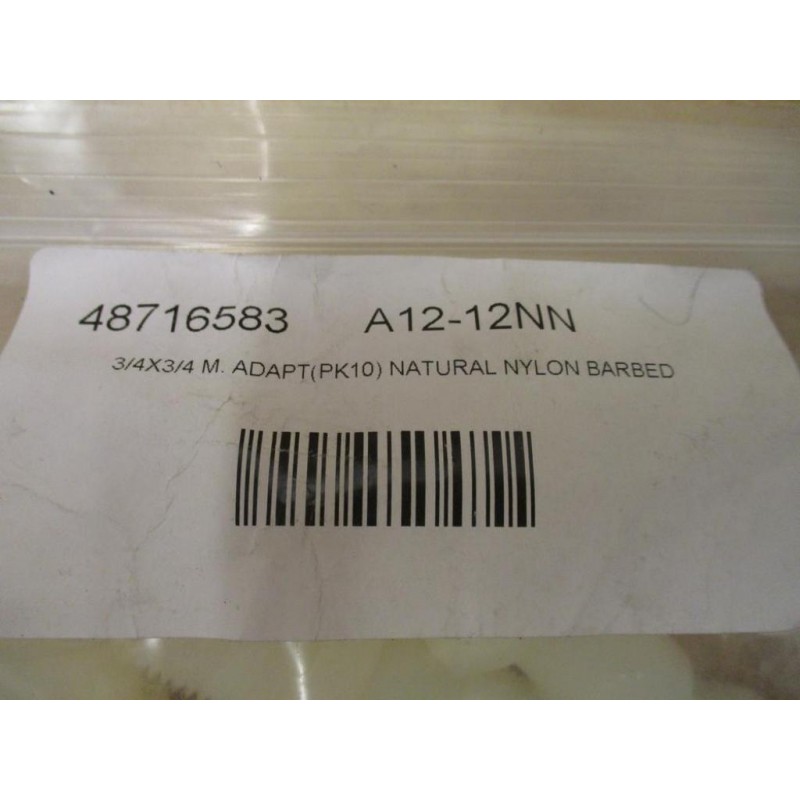 48716583 A12-12NN
3/4X3/4 M. ADAPT(PK10) NATURAL NYLON BARBED